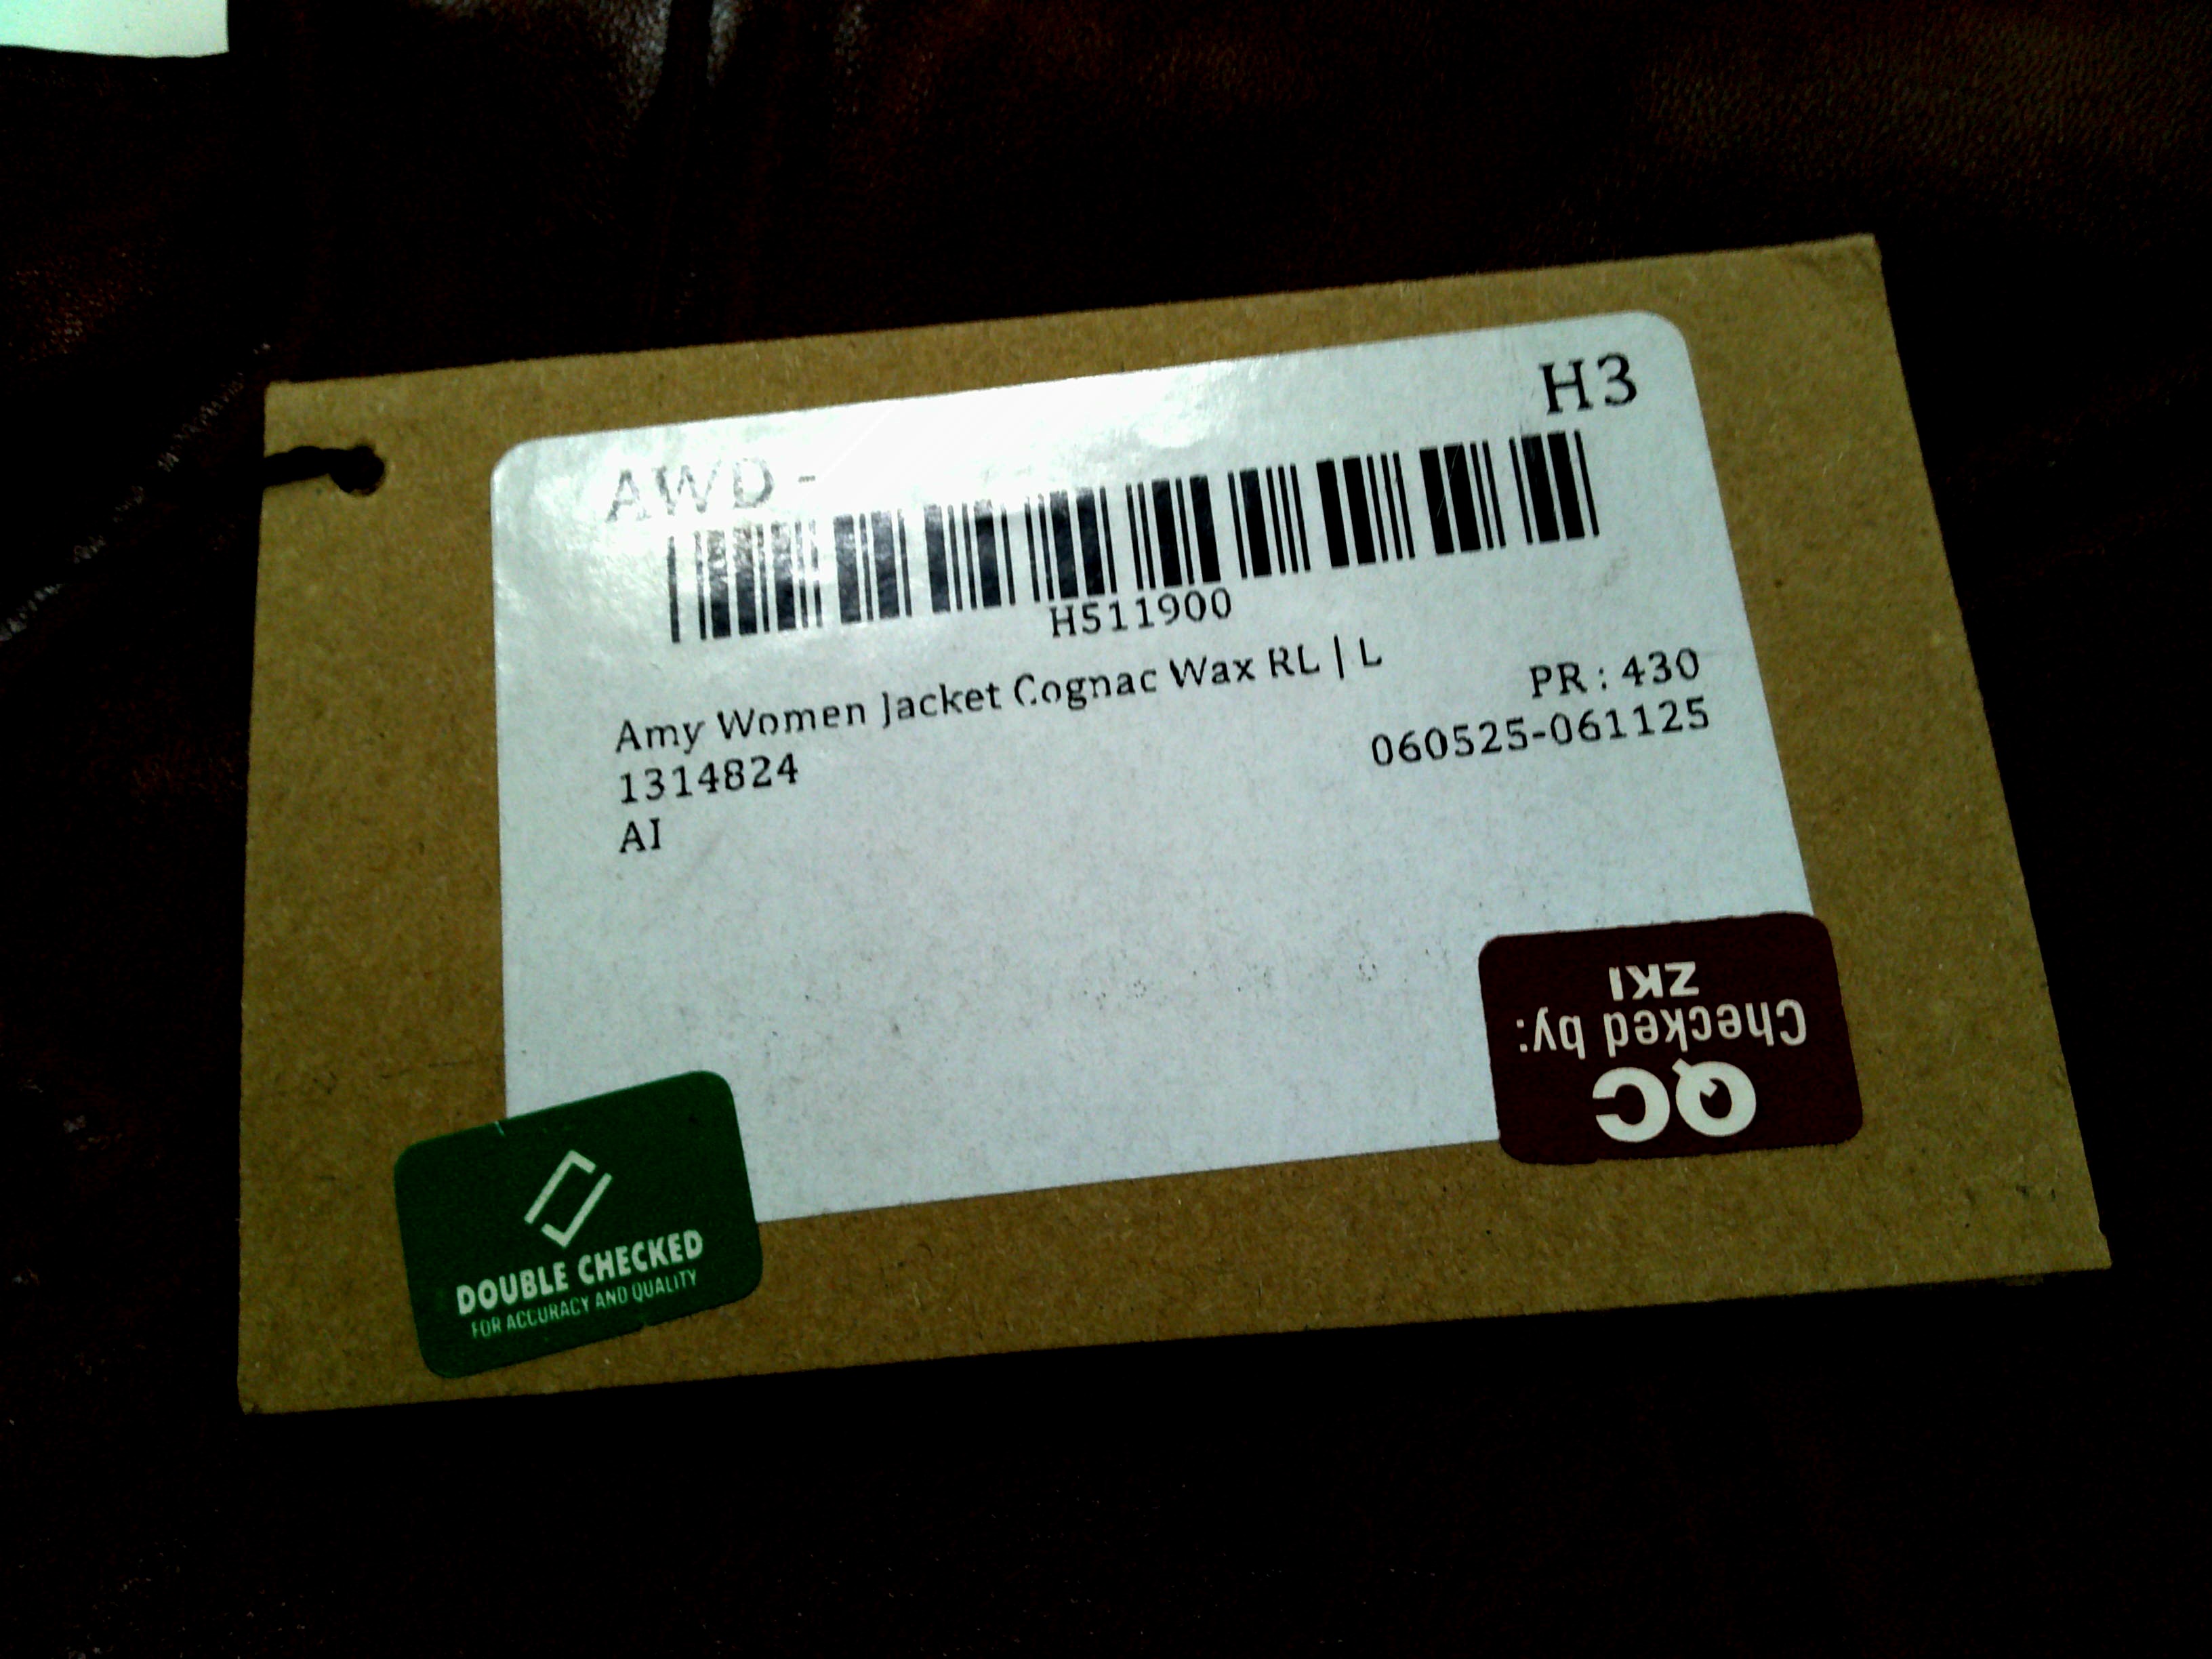 H3
AWD -
H511900
Amy Women Jacket Cognac Wax RL | L
PR : 430
1314824
060525-061125
AI
QC
Checked by:
ZKI
DOUBLE CHECKED
FOR ACCURACY AND QUALITY